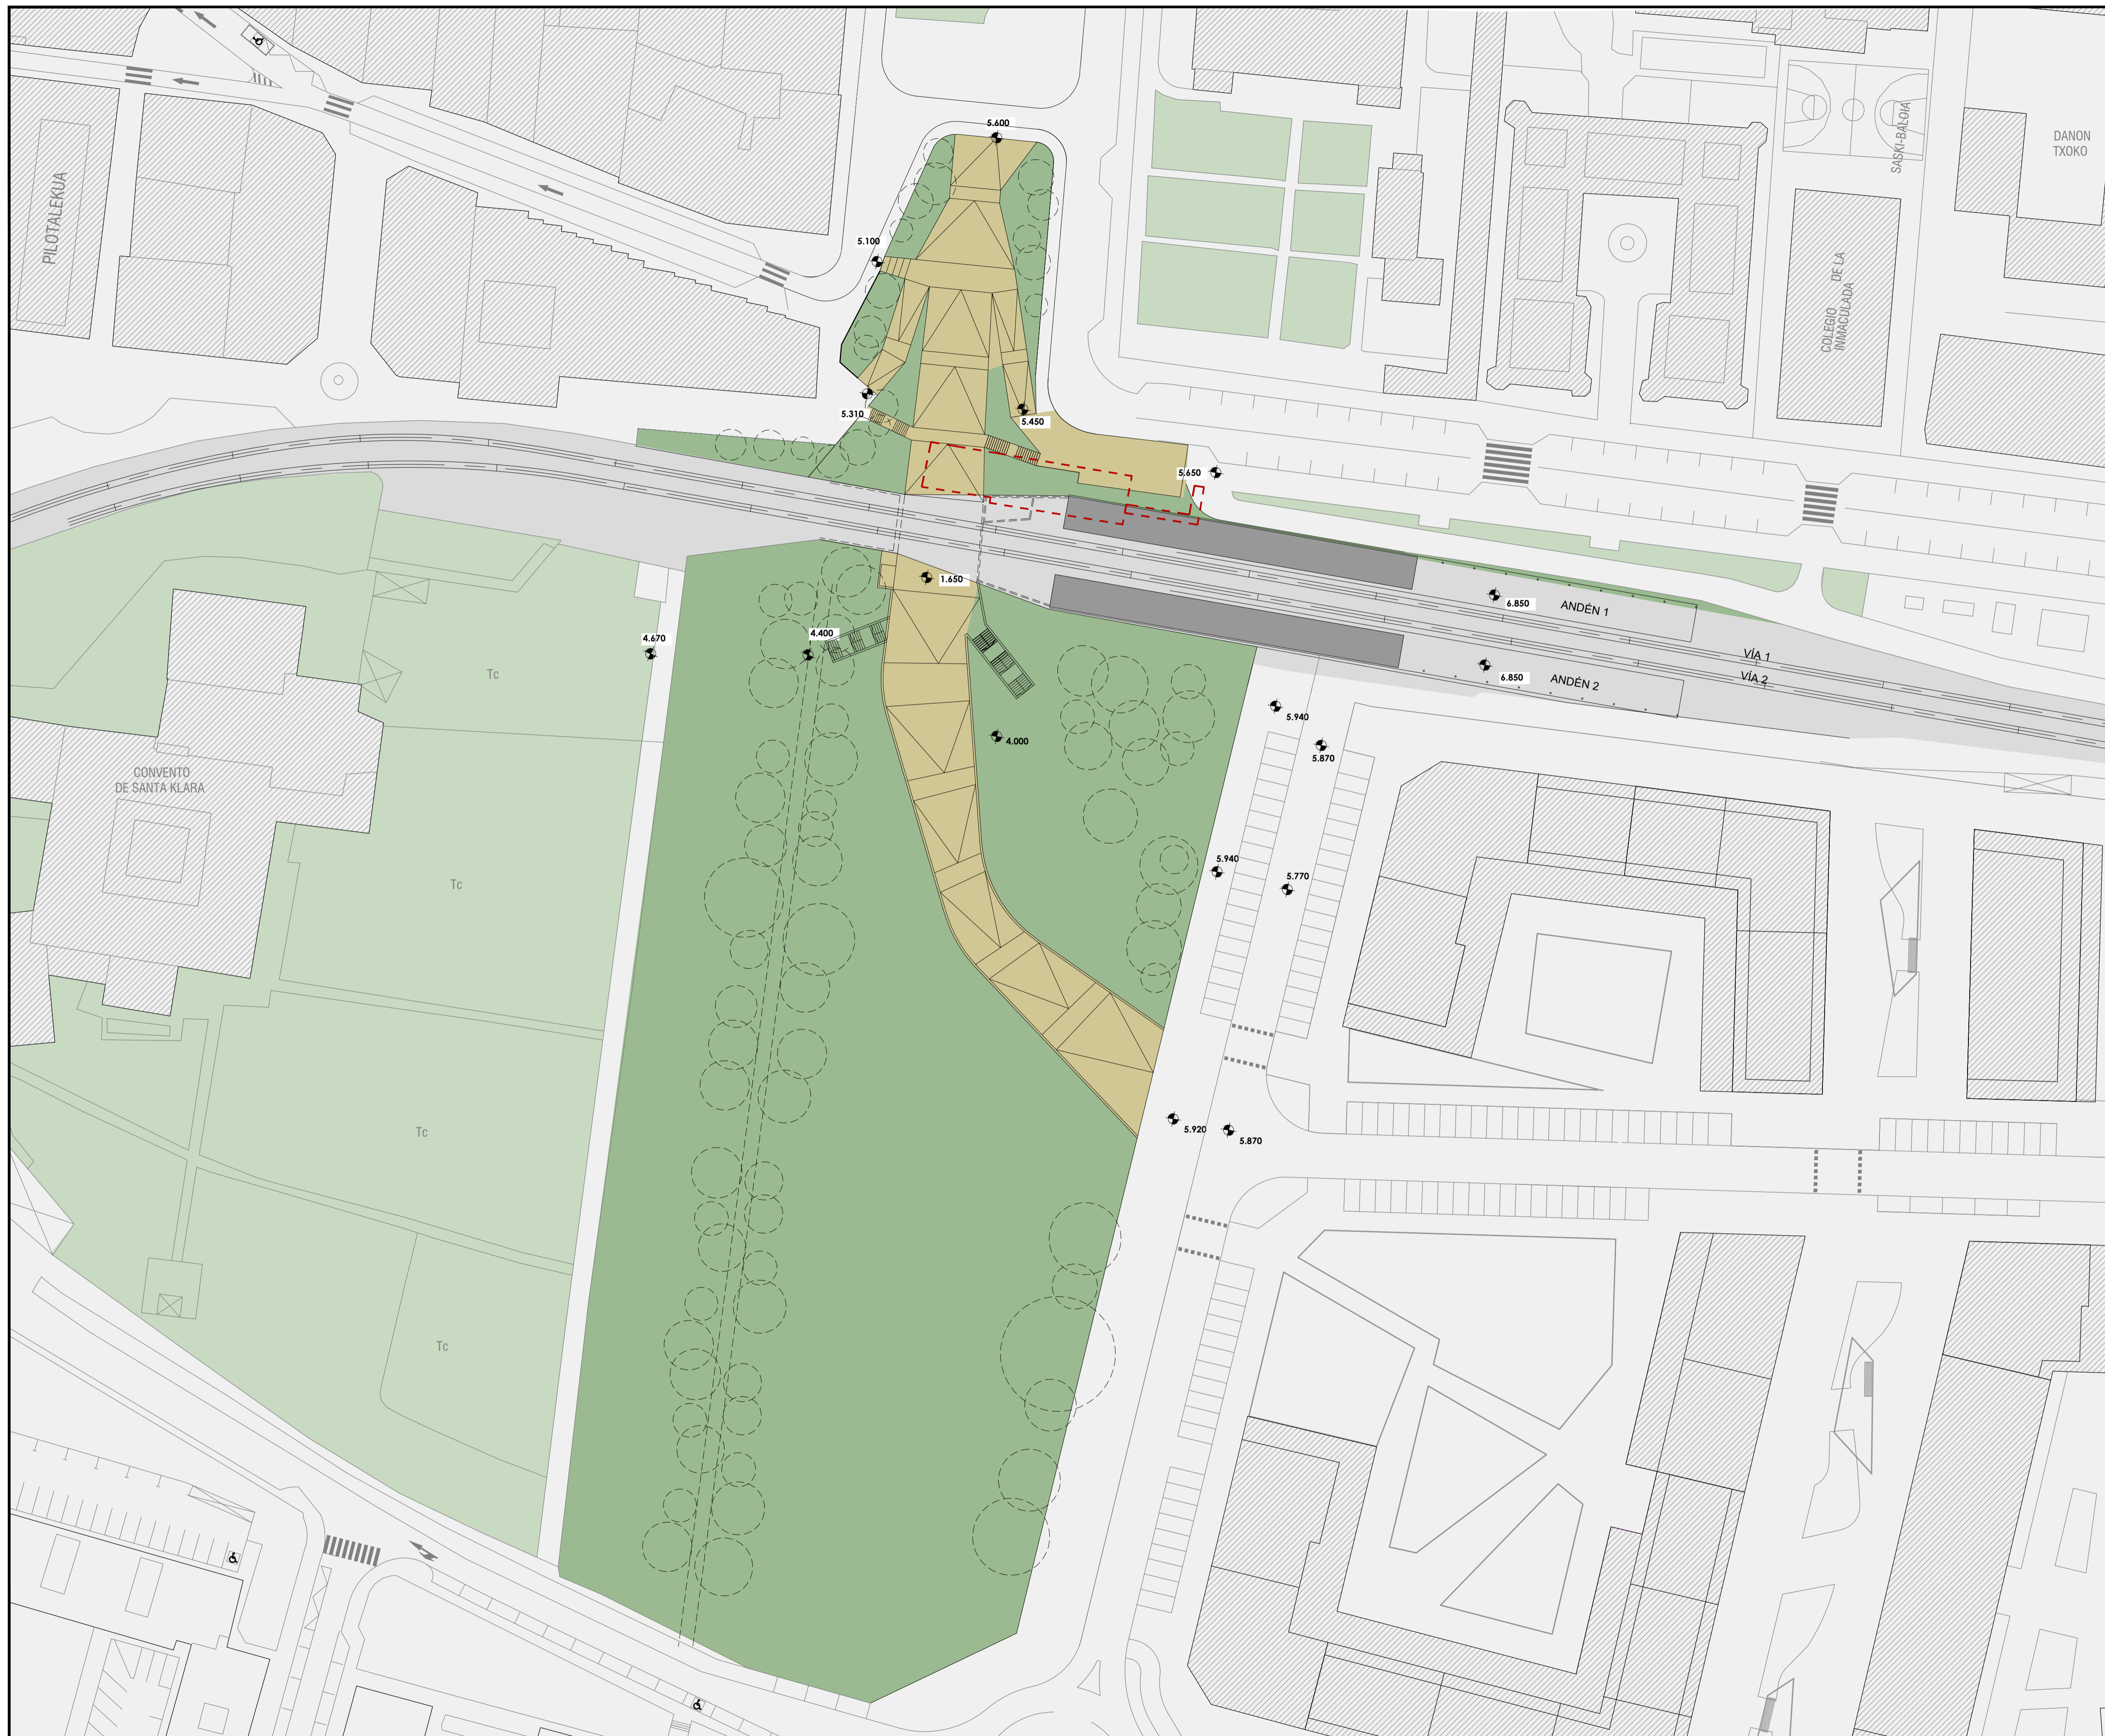 5.600
SASKI-BALOIA
DANON
TXOKO
PILOTALEKUA
5.100
COLEGIO DE LA
INMACULADA
5.310
5.450
5.650
1.650
6.850
ANDÉN 1
4.670
4.400
VÍA 1
6.850
ANDÉN 2
VÍA 2
Tc
5.940
4.000
5.870
CONVENTO
DE SANTA KLARA
5.940
5.770
Tc
5.920
5.870
Tc
Tc